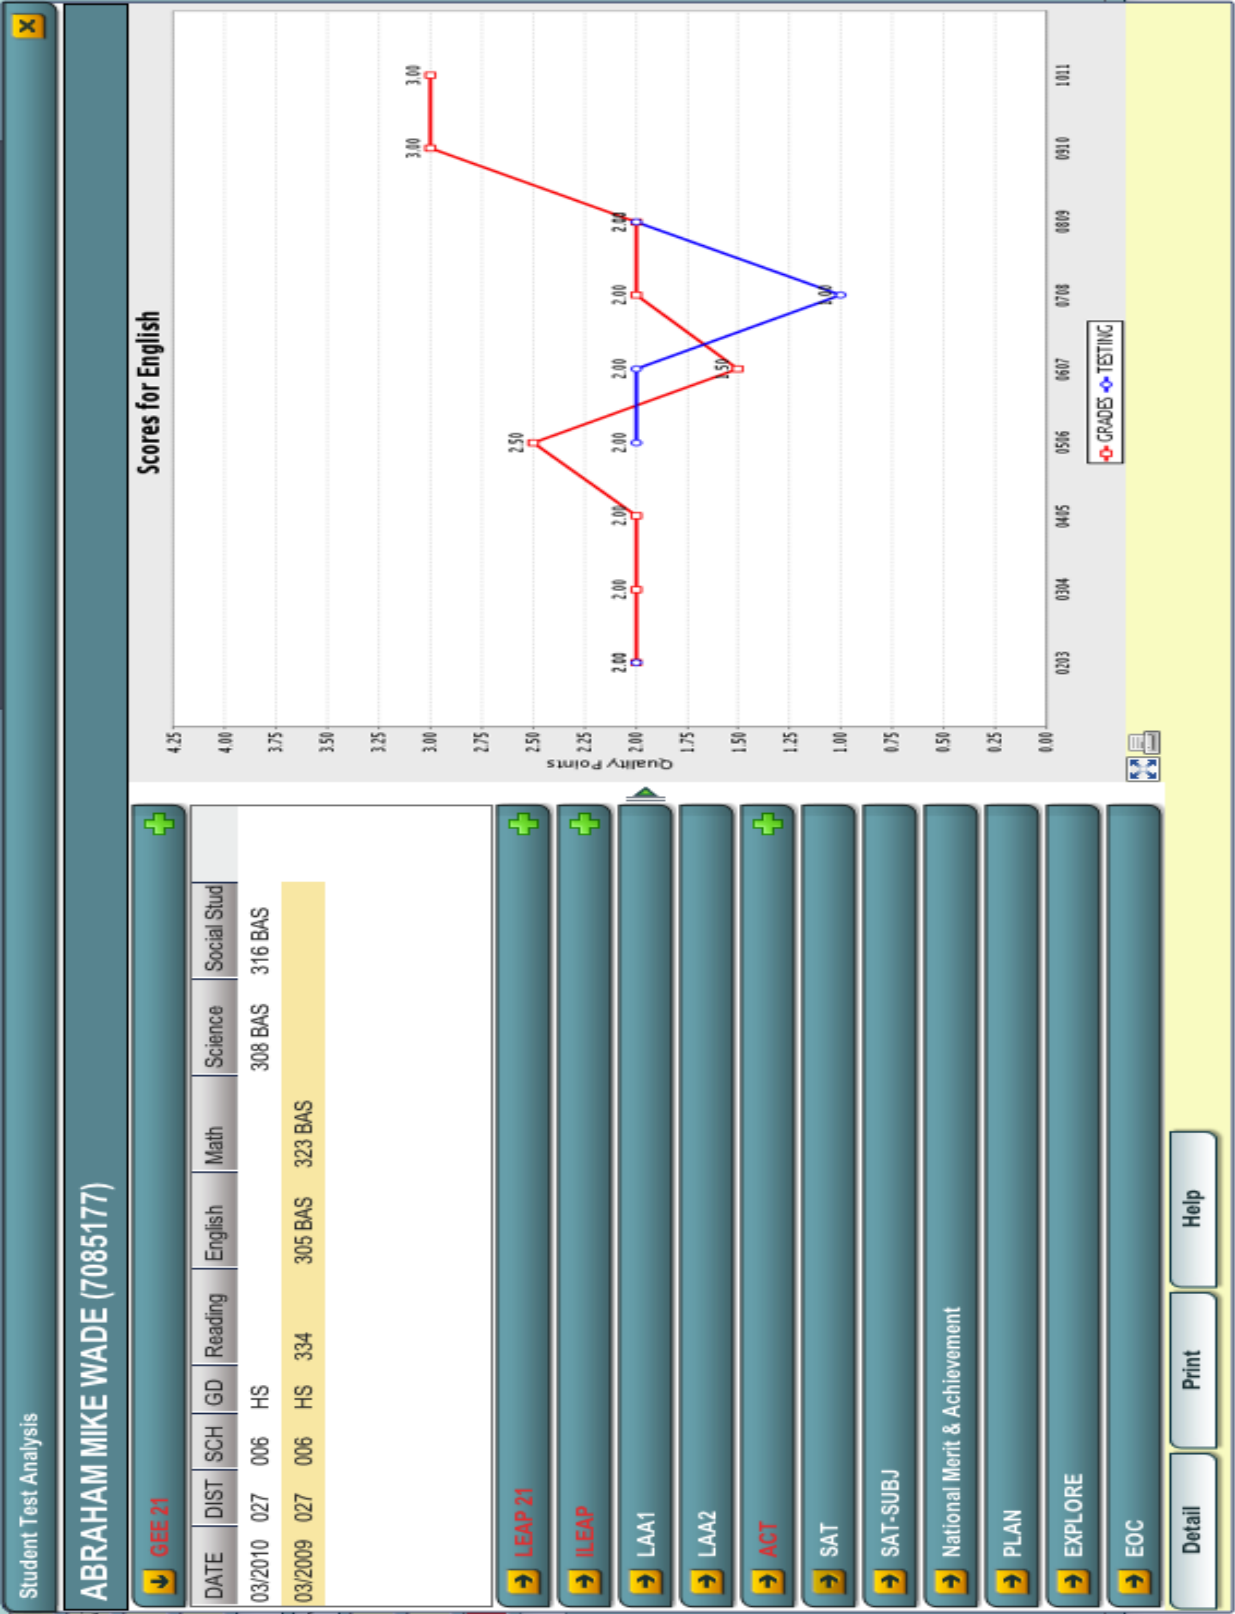 Student Test Analysis
ABRAHAM MIKE WADE (7085177)
GEE 21
DATE DIST SCH GD Reading English Math Science Social Stud
03/2010 027 006 HS 308 BAS 316 BAS
03/2009 027 006 HS 334 305 BAS 323 BAS
LEAP 21
ILEAP
LAA1
LAA2
ACT
SAT
SAT-SUBJ
National Merit & Achievement
PLAN
EXPLORE
EOC
Detail Print Help
Scores for English
Quality Points
4.25
4.00
3.75
3.50
3.25
3.00
2.75
2.50
2.25
2.00
1.75
1.50
1.25
1.00
0.75
0.50
0.25
0.00
2.00 2.00 2.00 2.50 1.50 2.00 2.00 3.00 3.00
2.00 2.00 1.00
0203 0304 0405 0506 0607 0708 0809 0910 1011
GRADES TESTING